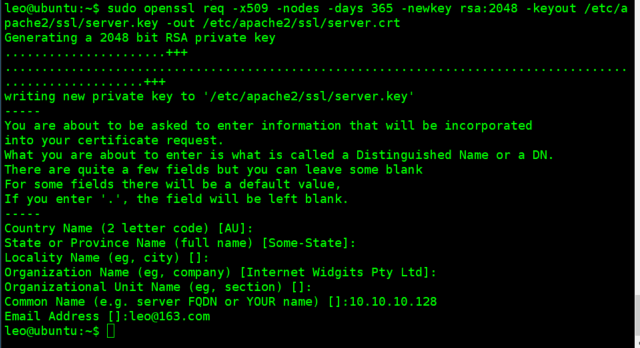 leo@ubuntu:~$ sudo openssl req -x509 -nodes -days 365 -newkey rsa:2048 -keyout /etc/a
pache2/ssl/server.key -out /etc/apache2/ssl/server.crt
Generating a 2048 bit RSA private key
......................+++
.....................................................................................
...................+++
writing new private key to '/etc/apache2/ssl/server.key'
-----
You are about to be asked to enter information that will be incorporated
into your certificate request.
What you are about to enter is what is called a Distinguished Name or a DN.
There are quite a few fields but you can leave some blank
For some fields there will be a default value,
If you enter '.', the field will be left blank.
-----
Country Name (2 letter code) [AU]:
State or Province Name (full name) [Some-State]:
Locality Name (eg, city) []:
Organization Name (eg, company) [Internet Widgits Pty Ltd]:
Organizational Unit Name (eg, section) []:
Common Name (e.g. server FQDN or YOUR name) []:10.10.10.128
Email Address []:leo@163.com
leo@ubuntu:~$